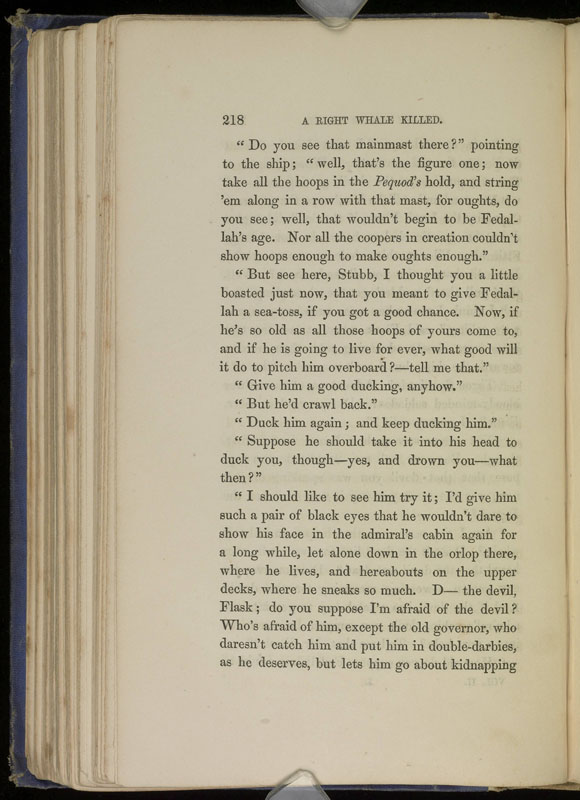 218 A RIGHT WHALE KILLED.
“ Do you see that mainmast there?” pointing
to the ship; “ well, that’s the figure one; now
take all the hoops in the Pequod’s hold, and string
’em along in a row with that mast, for oughts, do
you see; well, that wouldn’t begin to be Fedal-
lah’s age. Nor all the coopers in creation couldn’t
show hoops enough to make oughts enough.”
“ But see here, Stubb, I thought you a little
boasted just now, that you meant to give Fedal-
lah a sea-toss, if you got a good chance. Now, if
he’s so old as all those hoops of yours come to,
and if he is going to live for ever, what good will
it do to pitch him overboard?—tell me that.”
“ Give him a good ducking, anyhow.”
“ But he’d crawl back.”
“ Duck him again; and keep ducking him.”
“ Suppose he should take it into his head to
duck you, though—yes, and drown you—what
then?”
“ I should like to see him try it; I’d give him
such a pair of black eyes that he wouldn’t dare to
show his face in the admiral’s cabin again for
a long while, let alone down in the orlop there,
where he lives, and hereabouts on the upper
decks, where he sneaks so much. D— the devil,
Flask; do you suppose I’m afraid of the devil?
Who’s afraid of him, except the old governor, who
daresn’t catch him and put him in double-darbies,
as he deserves, but lets him go about kidnapping